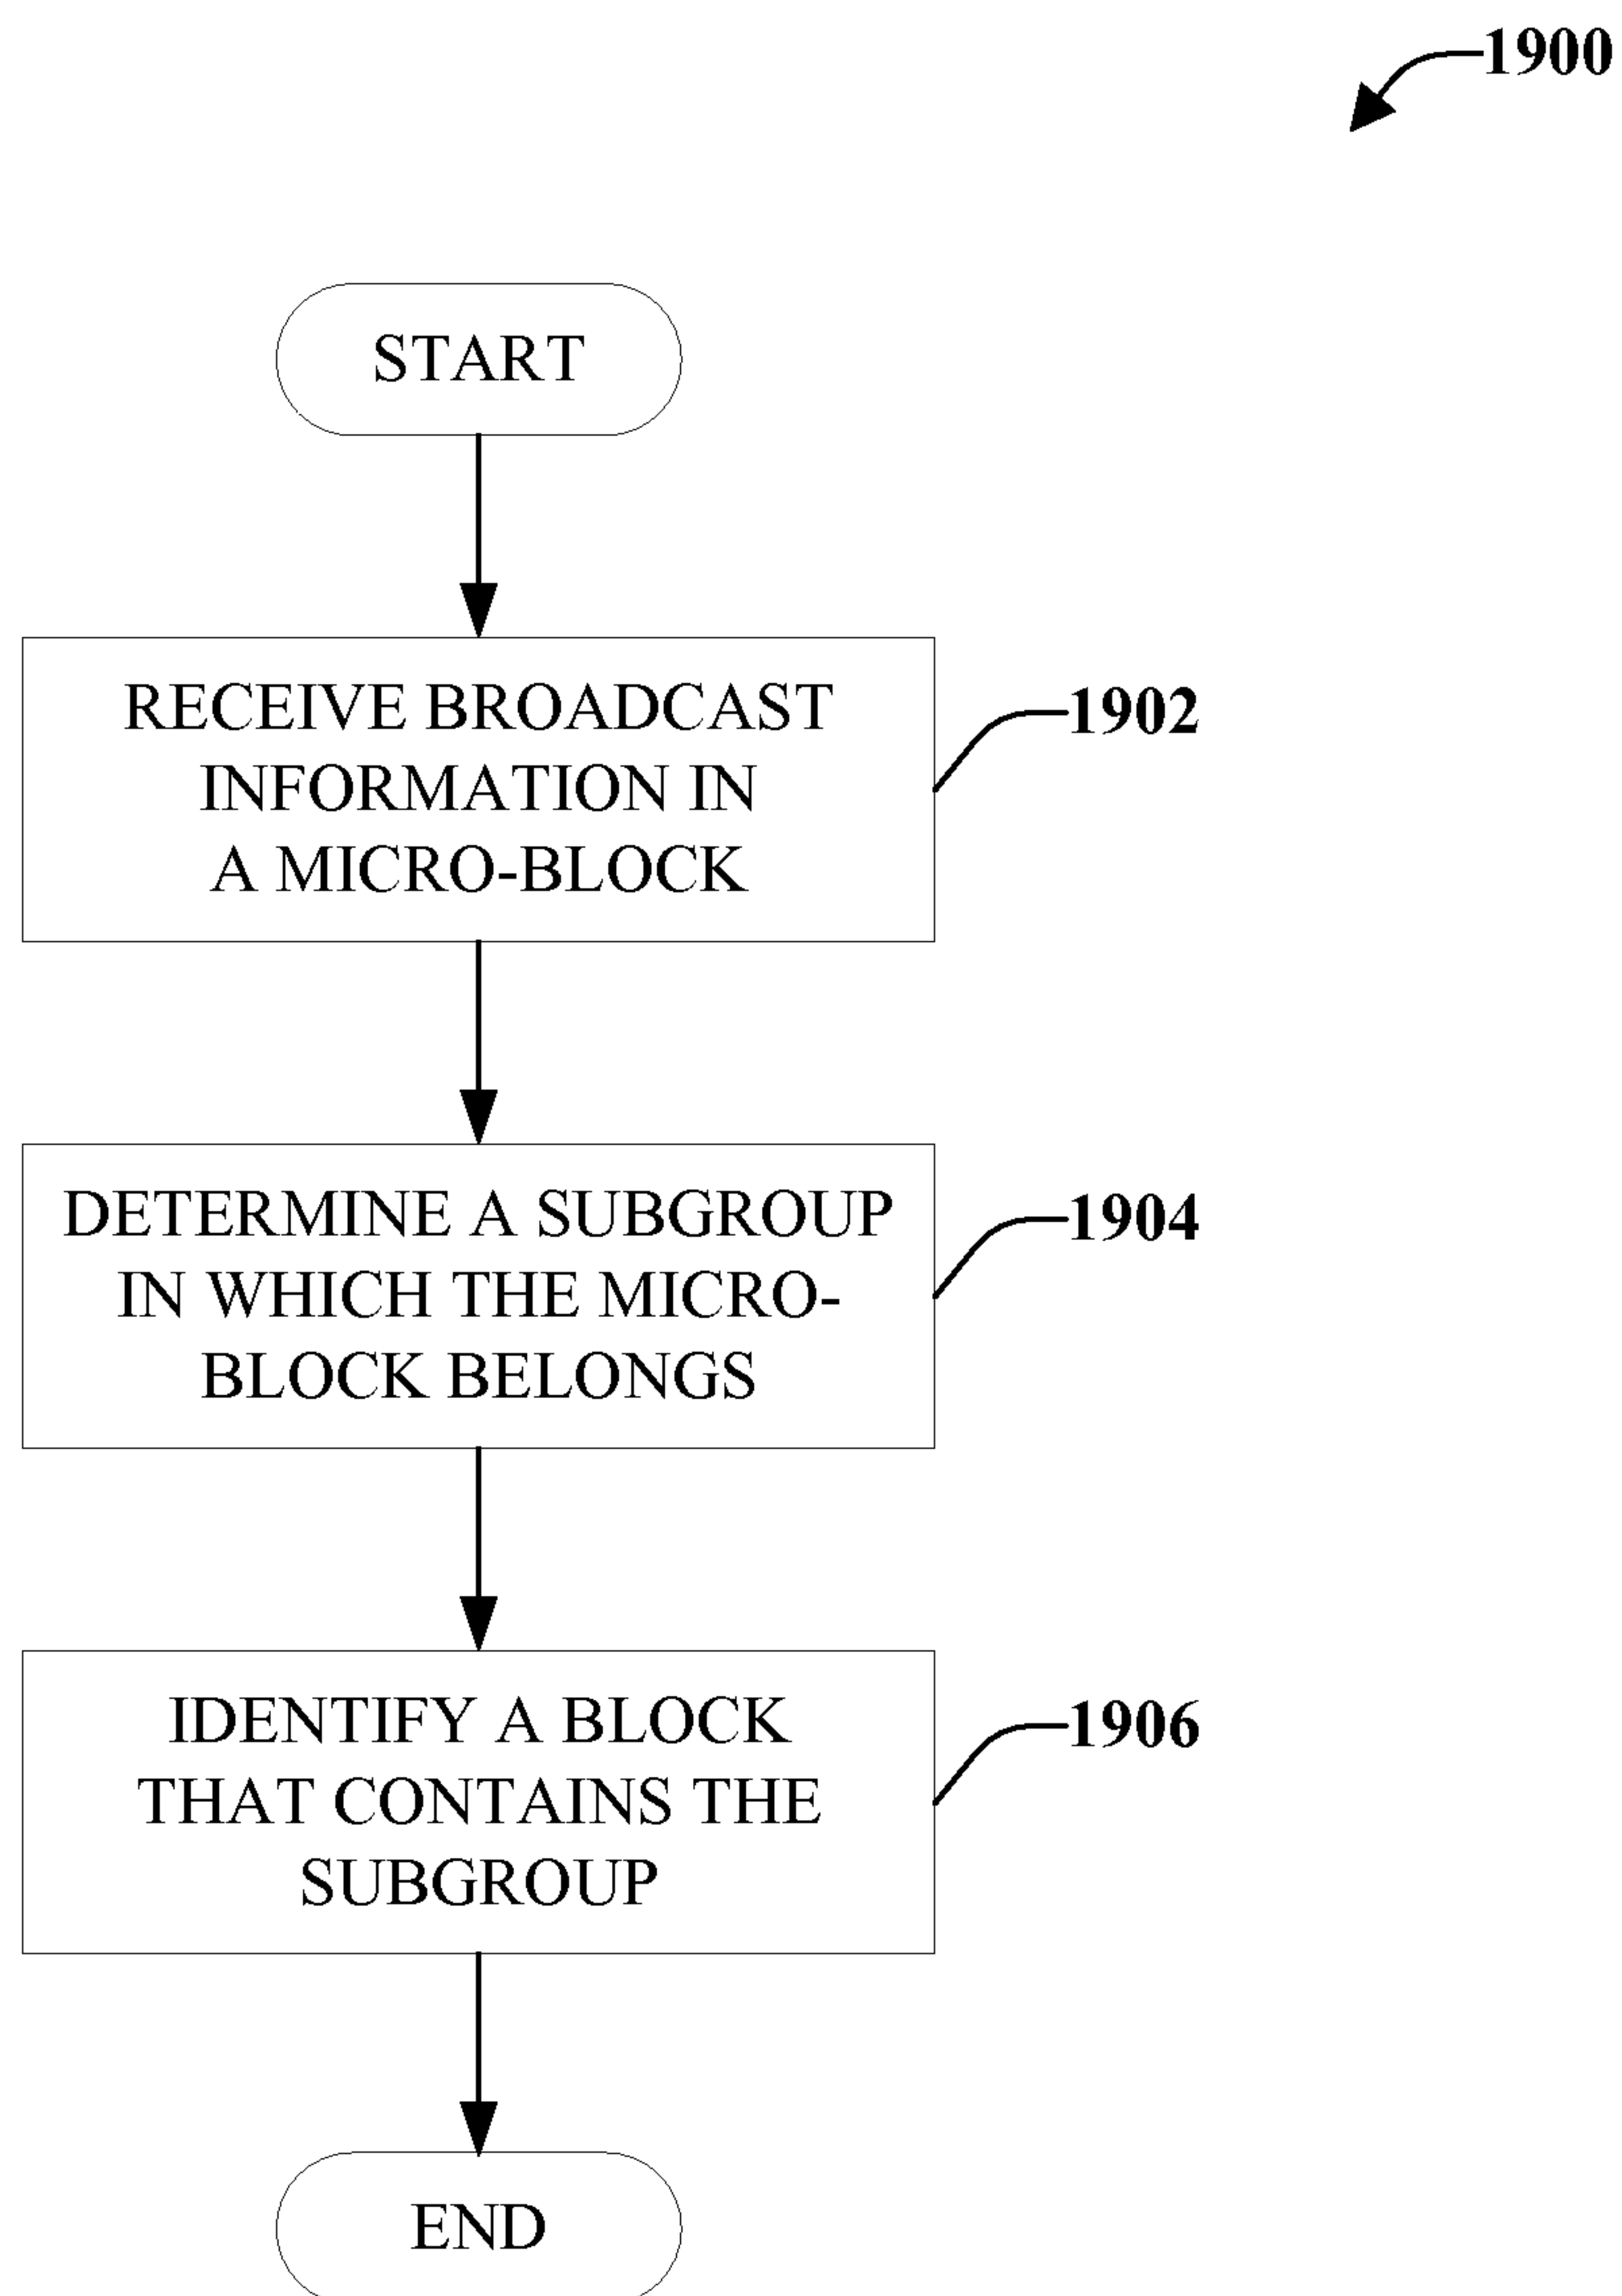 1900
START
RECEIVE BROADCAST
INFORMATION IN
A MICRO-BLOCK
1902
DETERMINE A SUBGROUP
IN WHICH THE MICRO-
BLOCK BELONGS
1904
IDENTIFY A BLOCK
THAT CONTAINS THE
SUBGROUP
1906
END